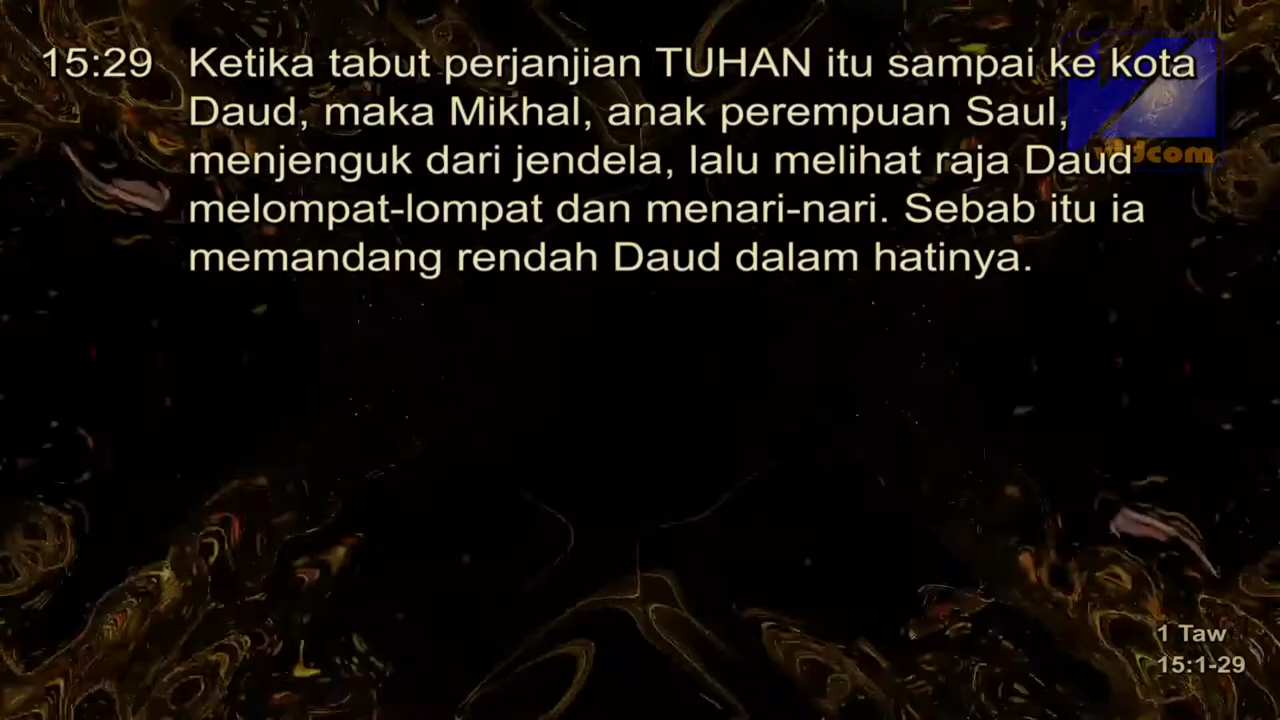 15:29 Ketika tabut perjanjian TUHAN itu sampai ke kota
Daud, maka Mikhal, anak perempuan Saul,
menjenguk dari jendela, lalu melihat raja Daud
melompat-lompat dan menari-nari. Sebab itu ia
memandang rendah Daud dalam hatinya.
1 Taw
15:1-29